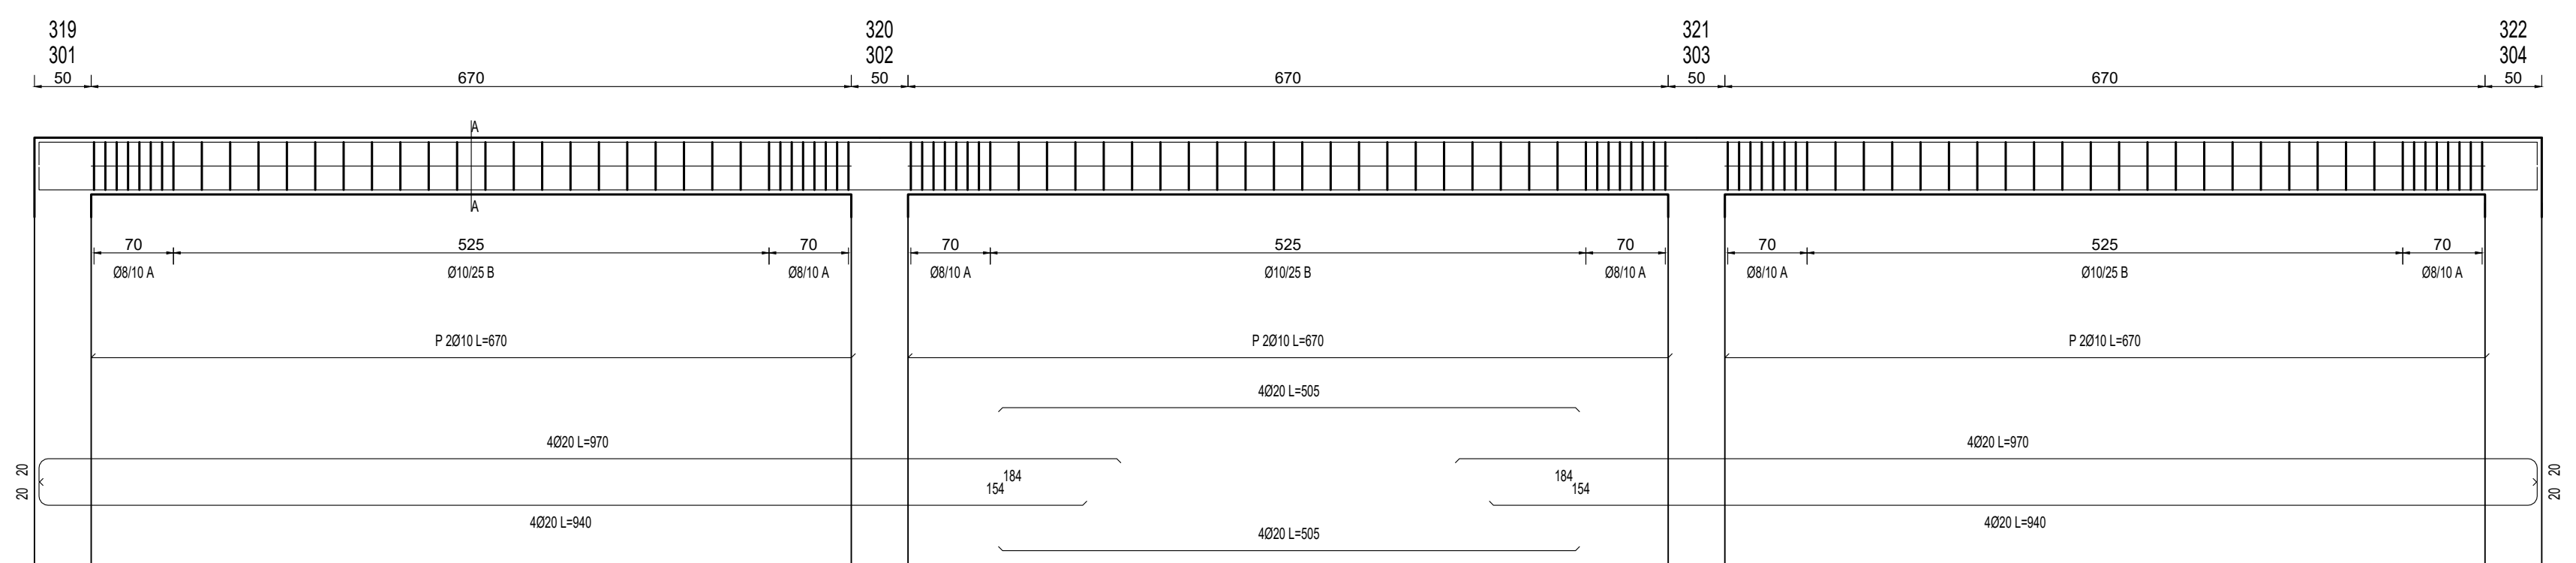 319 320 321 322
301 302 303 304
50 670 50 670 50 670 50
A
A
70 525 70 70 525 70 70 525 70
Ø8/10 A Ø10/25 B Ø8/10 A Ø8/10 A Ø10/25 B Ø8/10 A Ø8/10 A Ø10/25 B Ø8/10 A
P 2Ø10 L=670 P 2Ø10 L=670 P 2Ø10 L=670
4Ø20 L=505
4Ø20 L=970 4Ø20 L=970
20 184 184 20
20 154 154 20
4Ø20 L=940 4Ø20 L=940
4Ø20 L=505